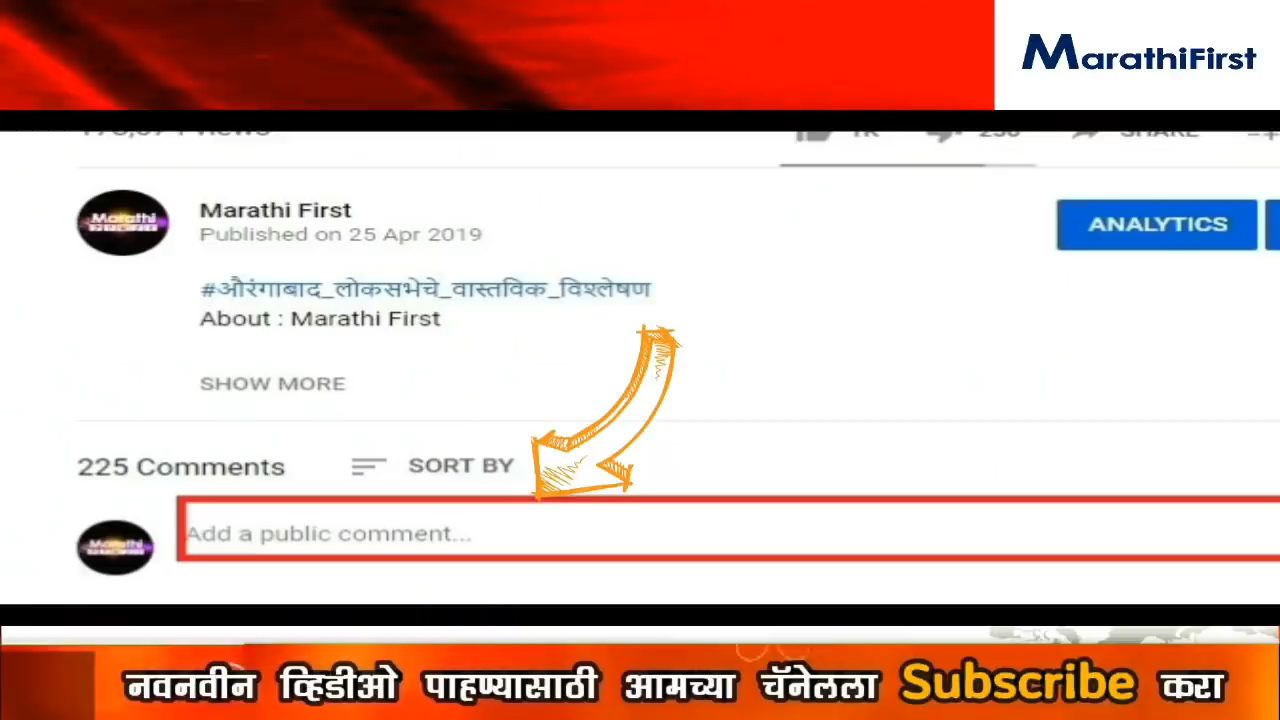 MarathiFirst
SHARE
Marathi First
Published on 25 Apr 2019
ANALYTICS
#औरंगाबाद_लोकसभेचे_वास्तविक_विश्लेषण
About : Marathi First
SHOW MORE
225 Comments SORT BY
Add a public comment...
नवनवीन व्हिडीओ पाहण्यासाठी आमच्या चॅनेलला Subscribe करा